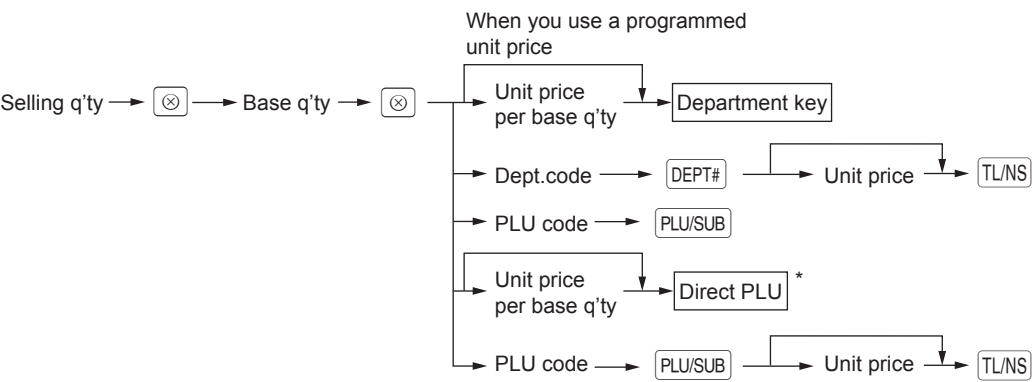 When you use a programmed
unit price
Selling q'ty ⊗ Base q'ty ⊗ Unit price
per base q'ty Department key
Dept.code DEPT# Unit price TL/NS
PLU code PLU/SUB
Unit price
per base q'ty Direct PLU *
PLU code PLU/SUB Unit price TL/NS